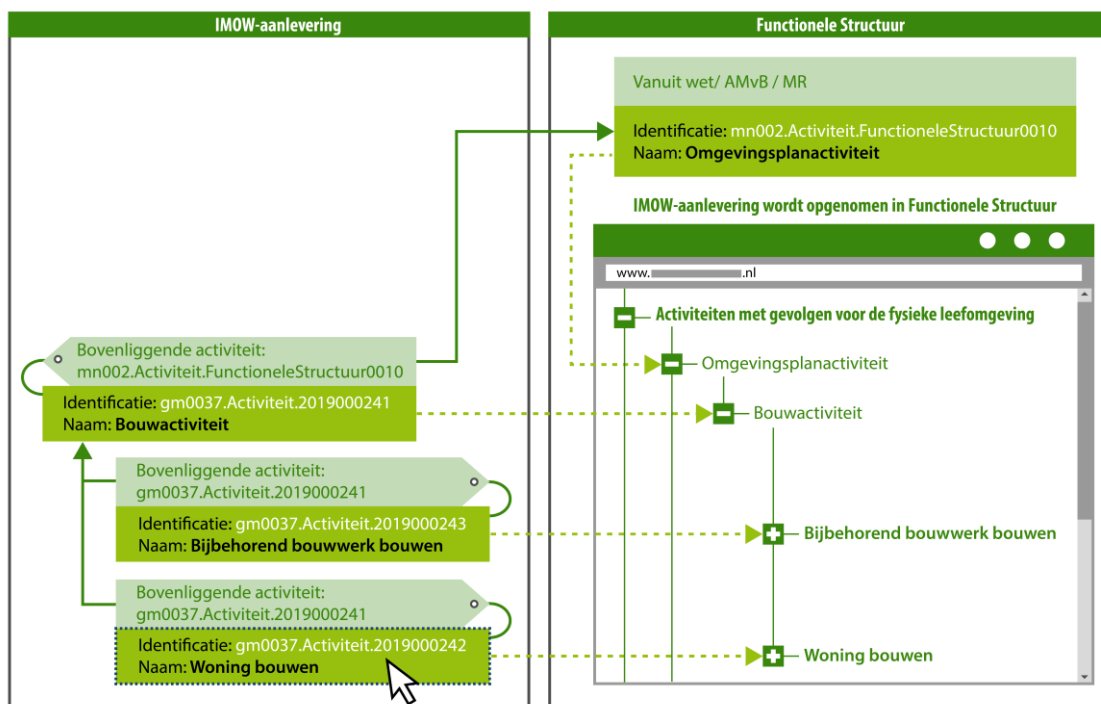 IMOW-aanlevering
Bovenliggende activiteit:
mn002.Activiteit.FunctioneleStructuur0010
Identificatie: gm0037.Activiteit.2019000241
Naam: Bouwactiviteit
Bovenliggende activiteit:
gm0037.Activiteit.2019000241
Identificatie: gm0037.Activiteit.2019000243
Naam: Bijbehorend bouwwerk bouwen
Bovenliggende activiteit:
gm0037.Activiteit.2019000241
Identificatie: gm0037.Activiteit.2019000242
Naam: Woning bouwen
Functionele Structuur
Vanuit wet/ AMvB / MR
Identificatie: mn002.Activiteit.FunctioneleStructuur0010
Naam: Omgevingsplanactiviteit
IMOW-aanlevering wordt opgenomen in Functionele Structuur
www. .nl
Activiteiten met gevolgen voor de fysieke leefomgeving
Omgevingsplanactiviteit
Bouwactiviteit
Bijbehorend bouwwerk bouwen
Woning bouwen